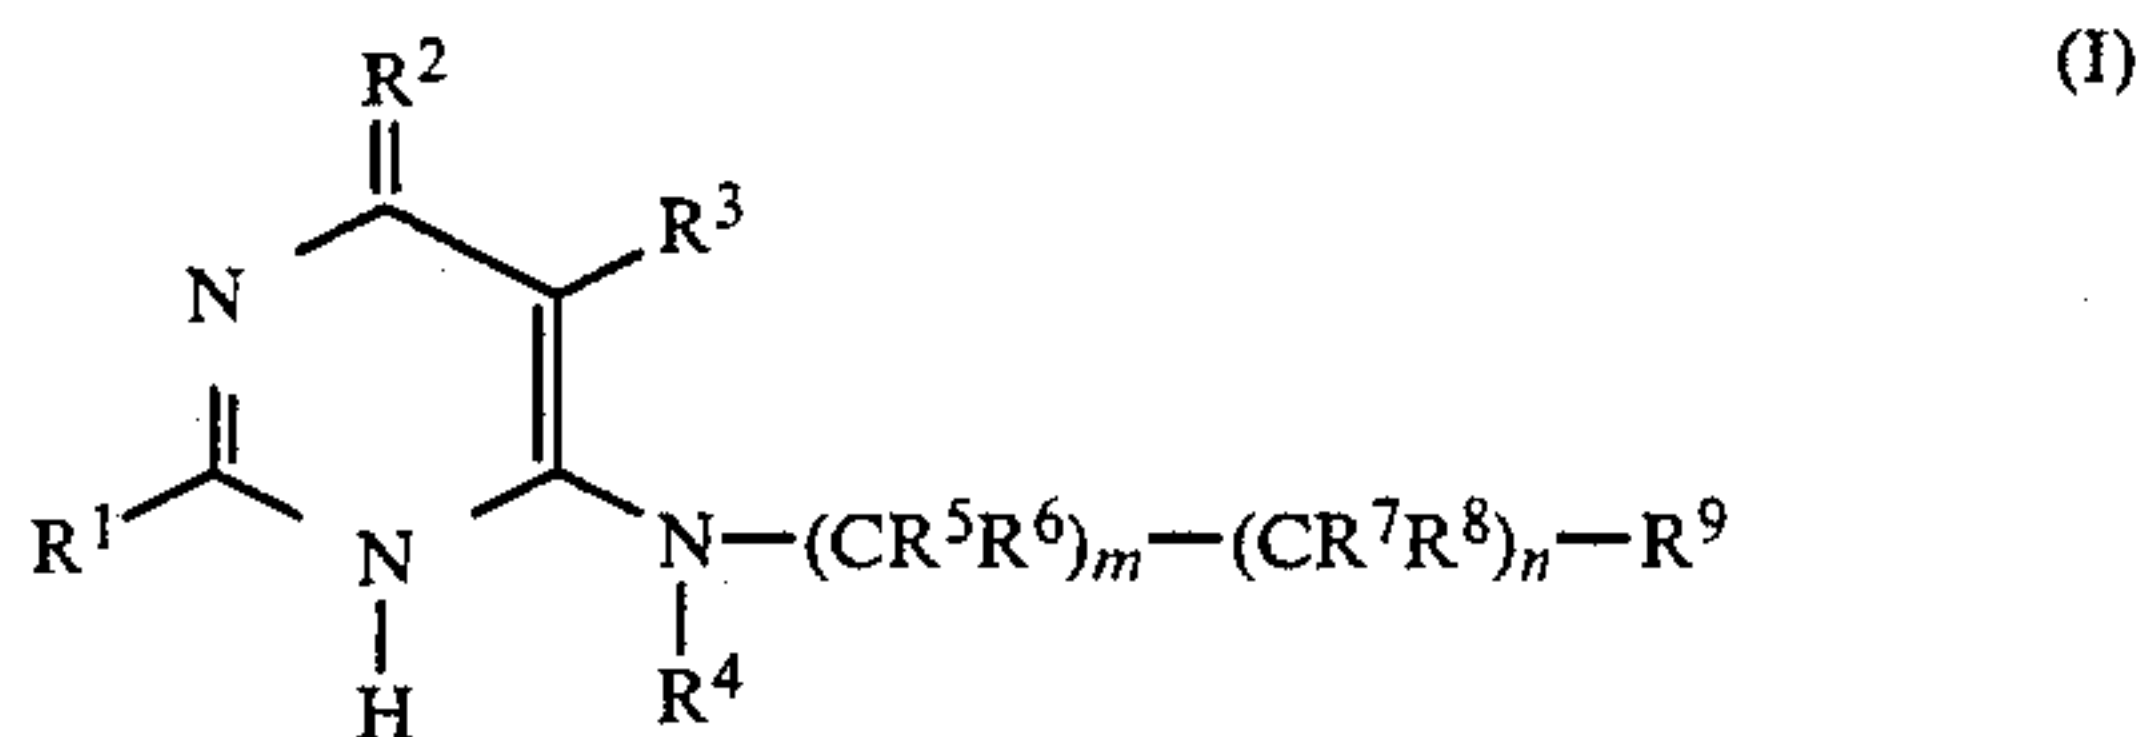 R² (I)
R³
N
R¹ N N—(CR⁵R⁶)ₘ—(CR⁷R⁸)ₙ—R⁹
H R⁴